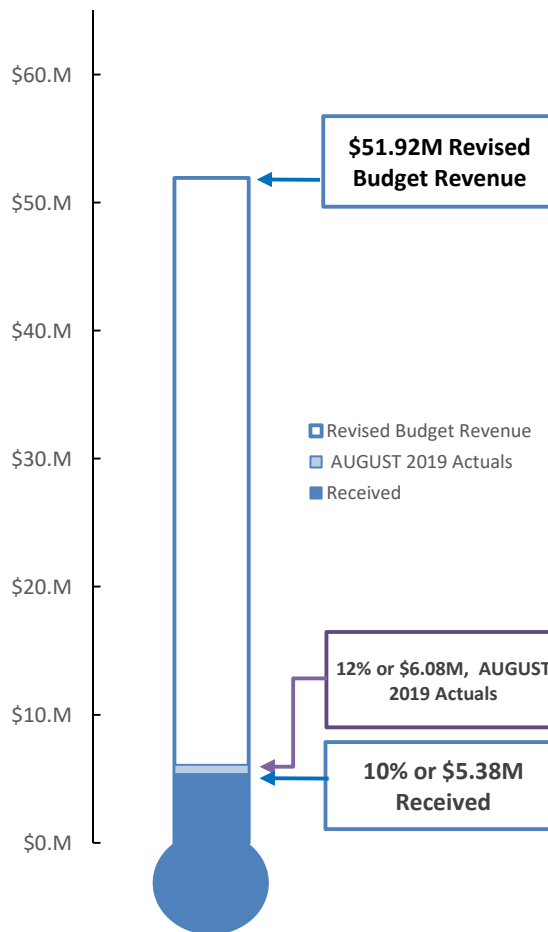 $60.M
$51.92M Revised
Budget Revenue
$50.M
$40.M
Revised Budget Revenue
AUGUST 2019 Actuals
Received
$30.M
$20.M
12% or $6.08M, AUGUST
2019 Actuals
$10.M
10% or $5.38M
Received
$0.M